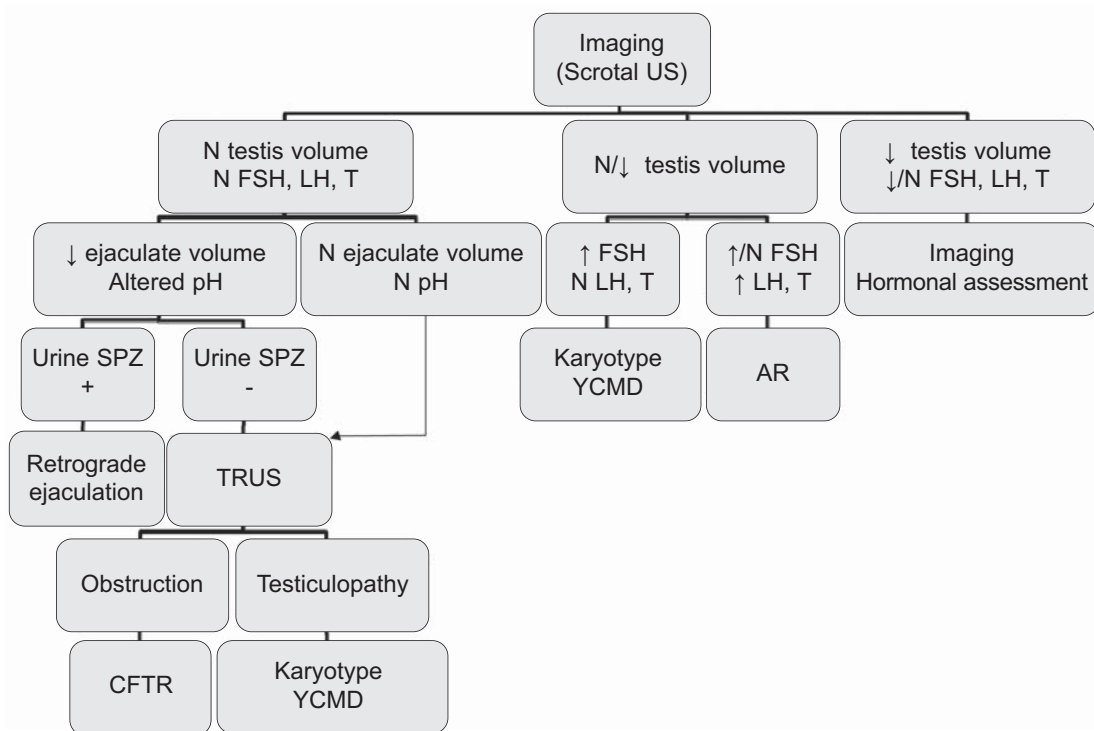 Imaging
(Scrotal US)
N testis volume
N FSH, LH, T
N/↓ testis volume
↓ testis volume
↓/N FSH, LH, T
↓ ejaculate volume
Altered pH
N ejaculate volume
N pH
↑ FSH
N LH, T
↑/N FSH
↑ LH, T
Imaging
Hormonal assessment
Urine SPZ
+
Urine SPZ
-
Karyotype
YCMD
AR
Retrograde
ejaculation
TRUS
Obstruction
Testiculopathy
CFTR
Karyotype
YCMD